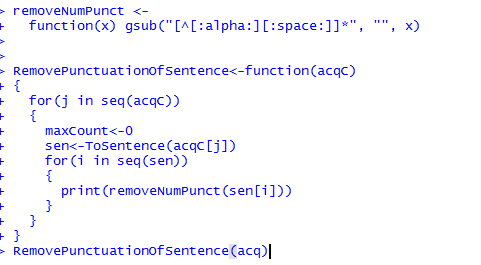 > removeNumPunct <-
+   function(x) gsub("[^[:alpha:][:space:]]*", "", x)
>
>
> RemovePunctuationOfSentence<-function(acqC)
+ {
+   for(j in seq(acqC))
+   {
+     maxCount<-0
+     sen<-ToSentence(acqC[j])
+     for(i in seq(sen))
+     {
+       print(removeNumPunct(sen[i]))
+     }
+   }
+ }
> RemovePunctuationOfSentence(acq)